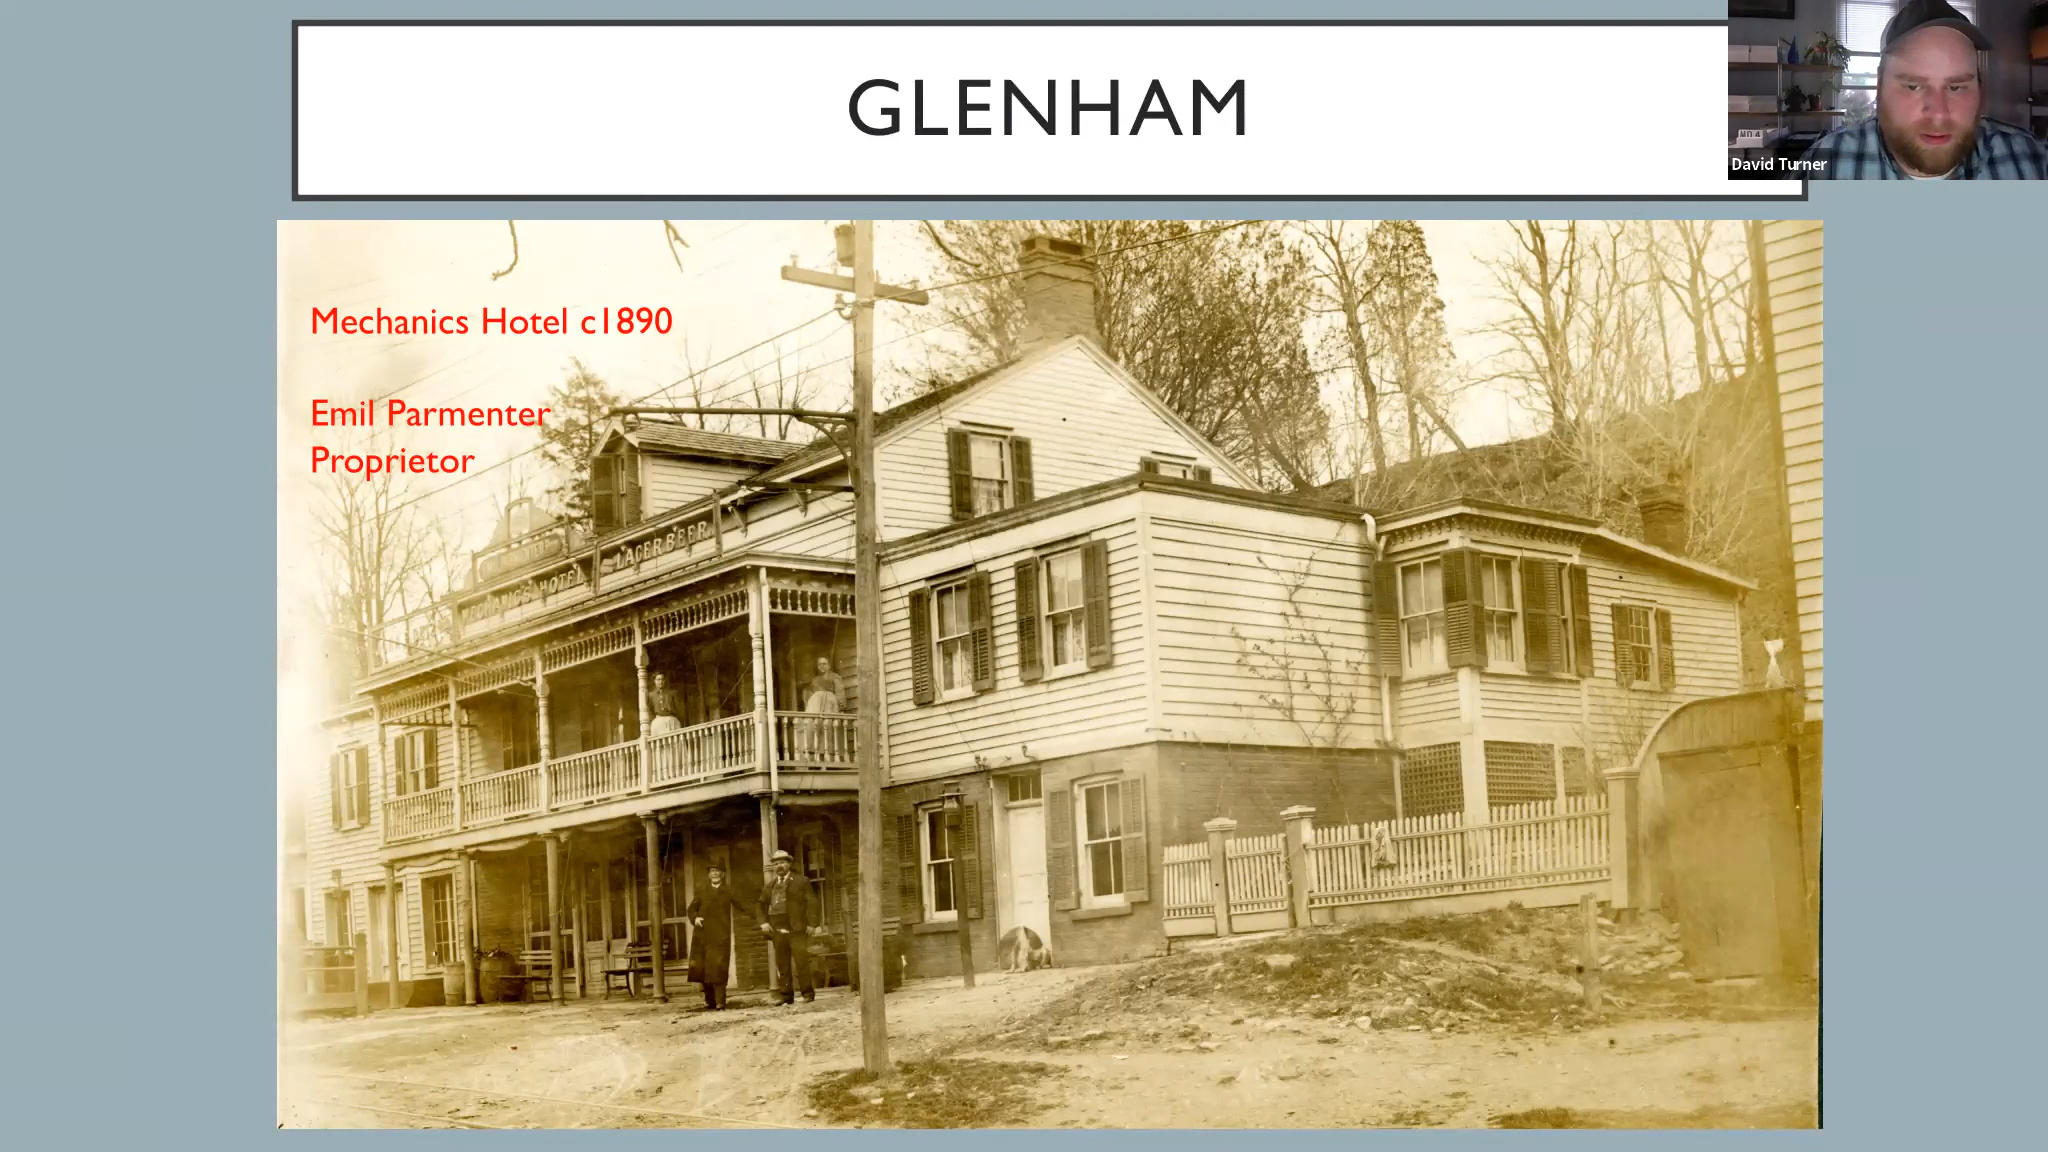 GLENHAM
David Turner
Mechanics Hotel c1890
Emil Parmenter
Proprietor
LAGER BEER
MECHANICS HOTEL